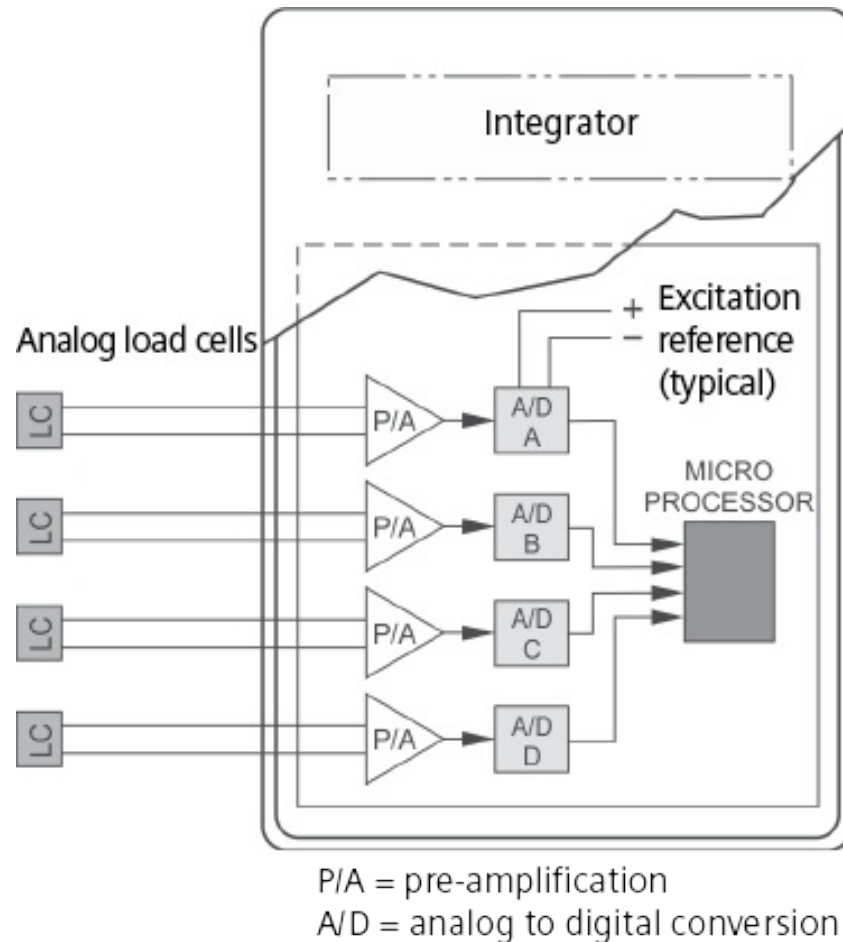 Integrator
+ Excitation
Analog load cells
- reference
(typical)
LC
P/A
A/D
A
MICRO
PROCESSOR
LC
P/A
A/D
B
LC
P/A
A/D
C
LC
P/A
A/D
D
P/A = pre-amplification
A/D = analog to digital conversion